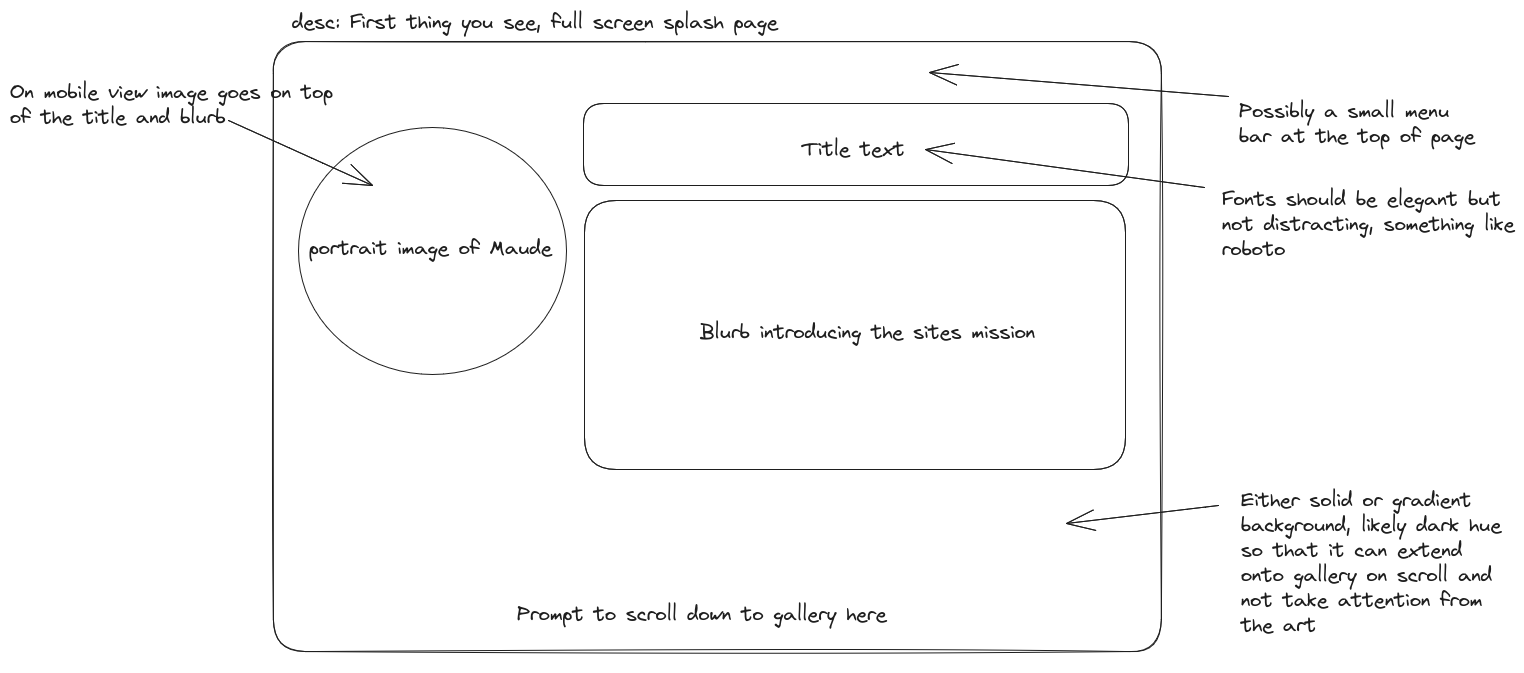 desc: First thing you see, full screen splash page
On mobile view image goes on top
of the title and blurb
Possibly a small menu
bar at the top of page
Title text
Fonts should be elegant but
not distracting, something like
roboto
portrait image of Maude
Blurb introducing the sites mission
Either solid or gradient
background, likely dark hue
so that it can extend
onto gallery on scroll and
not take attention from
the art
Prompt to scroll down to gallery here